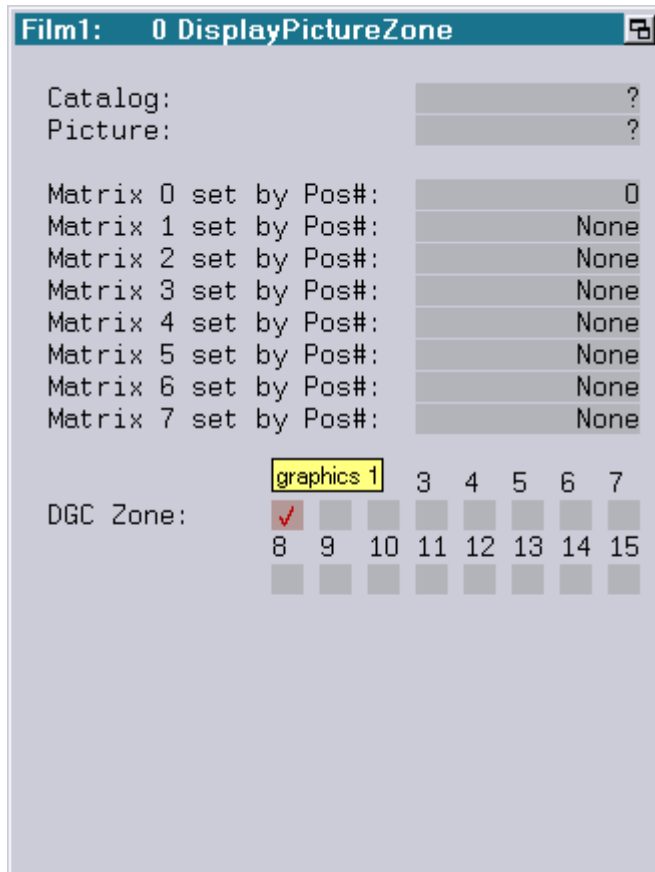 Film1: 0 DisplayPictureZone
Catalog: ?
Picture: ?
Matrix 0 set by Pos#: 0
Matrix 1 set by Pos#: None
Matrix 2 set by Pos#: None
Matrix 3 set by Pos#: None
Matrix 4 set by Pos#: None
Matrix 5 set by Pos#: None
Matrix 6 set by Pos#: None
Matrix 7 set by Pos#: None
graphics 1 3 4 5 6 7
DGC Zone:
8 9 10 11 12 13 14 15